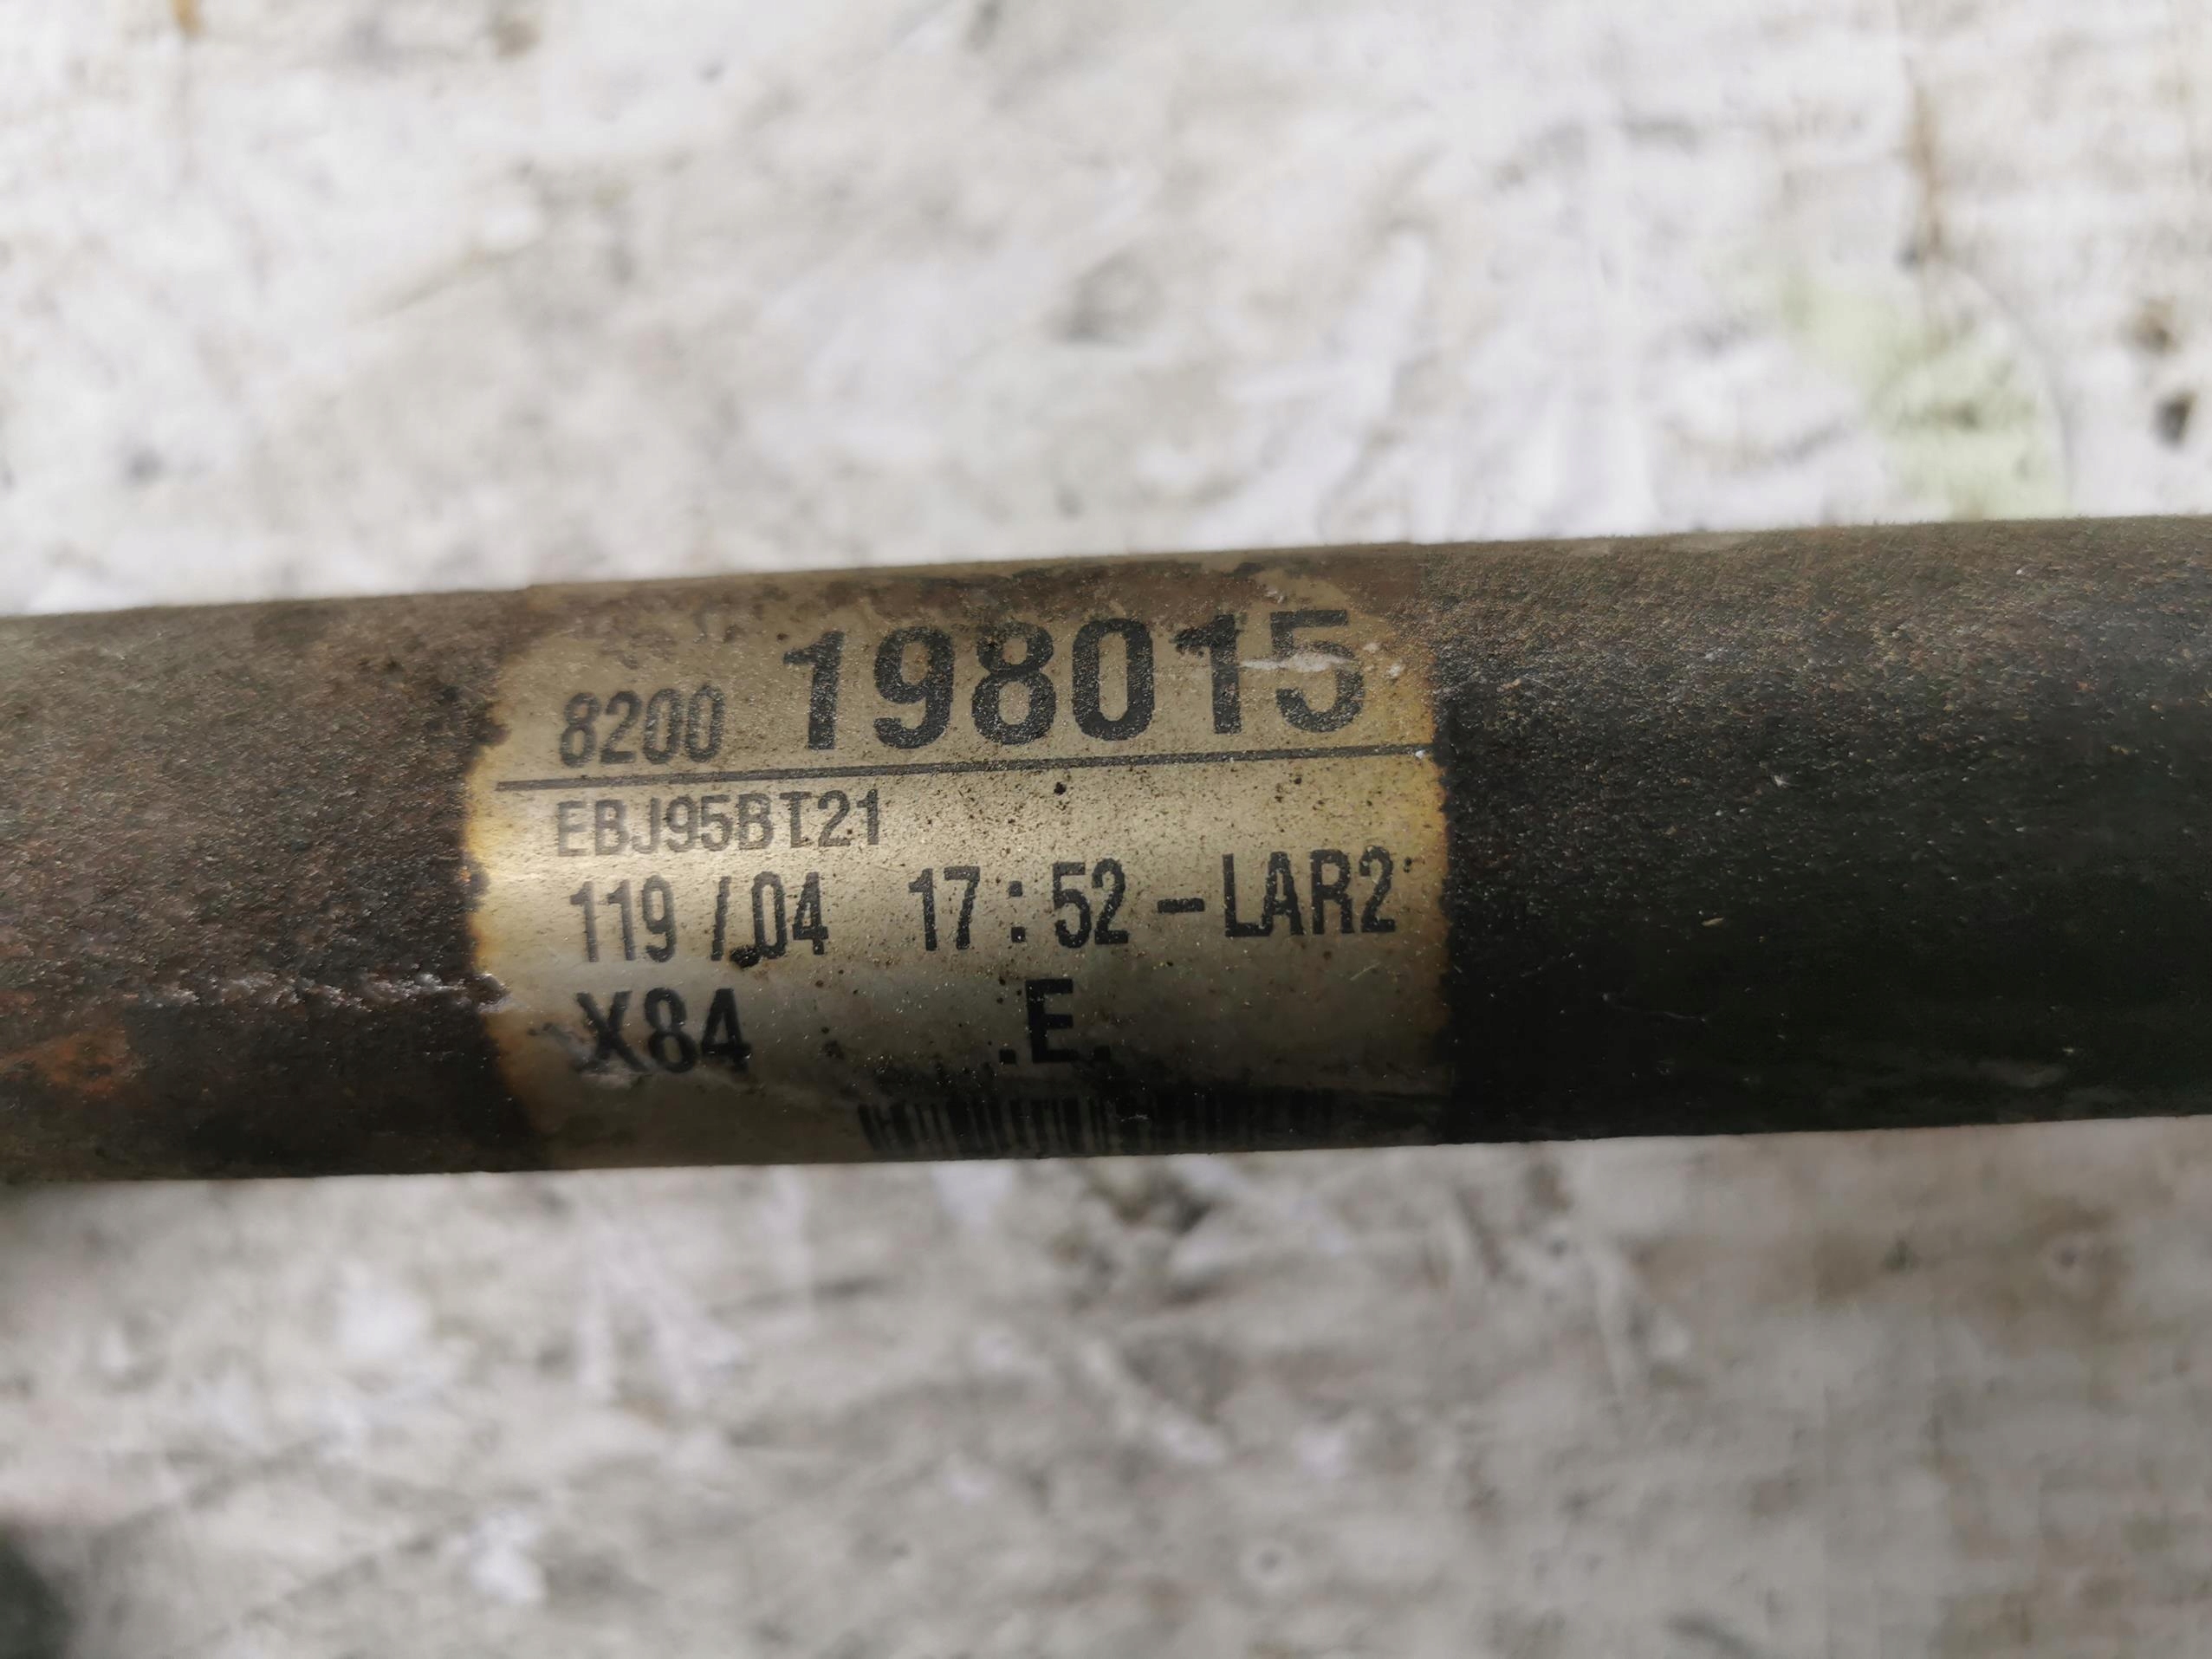 8200 198015
EBJ95BT21
119 / 04 17 : 52 - LAR2
X84 .E.